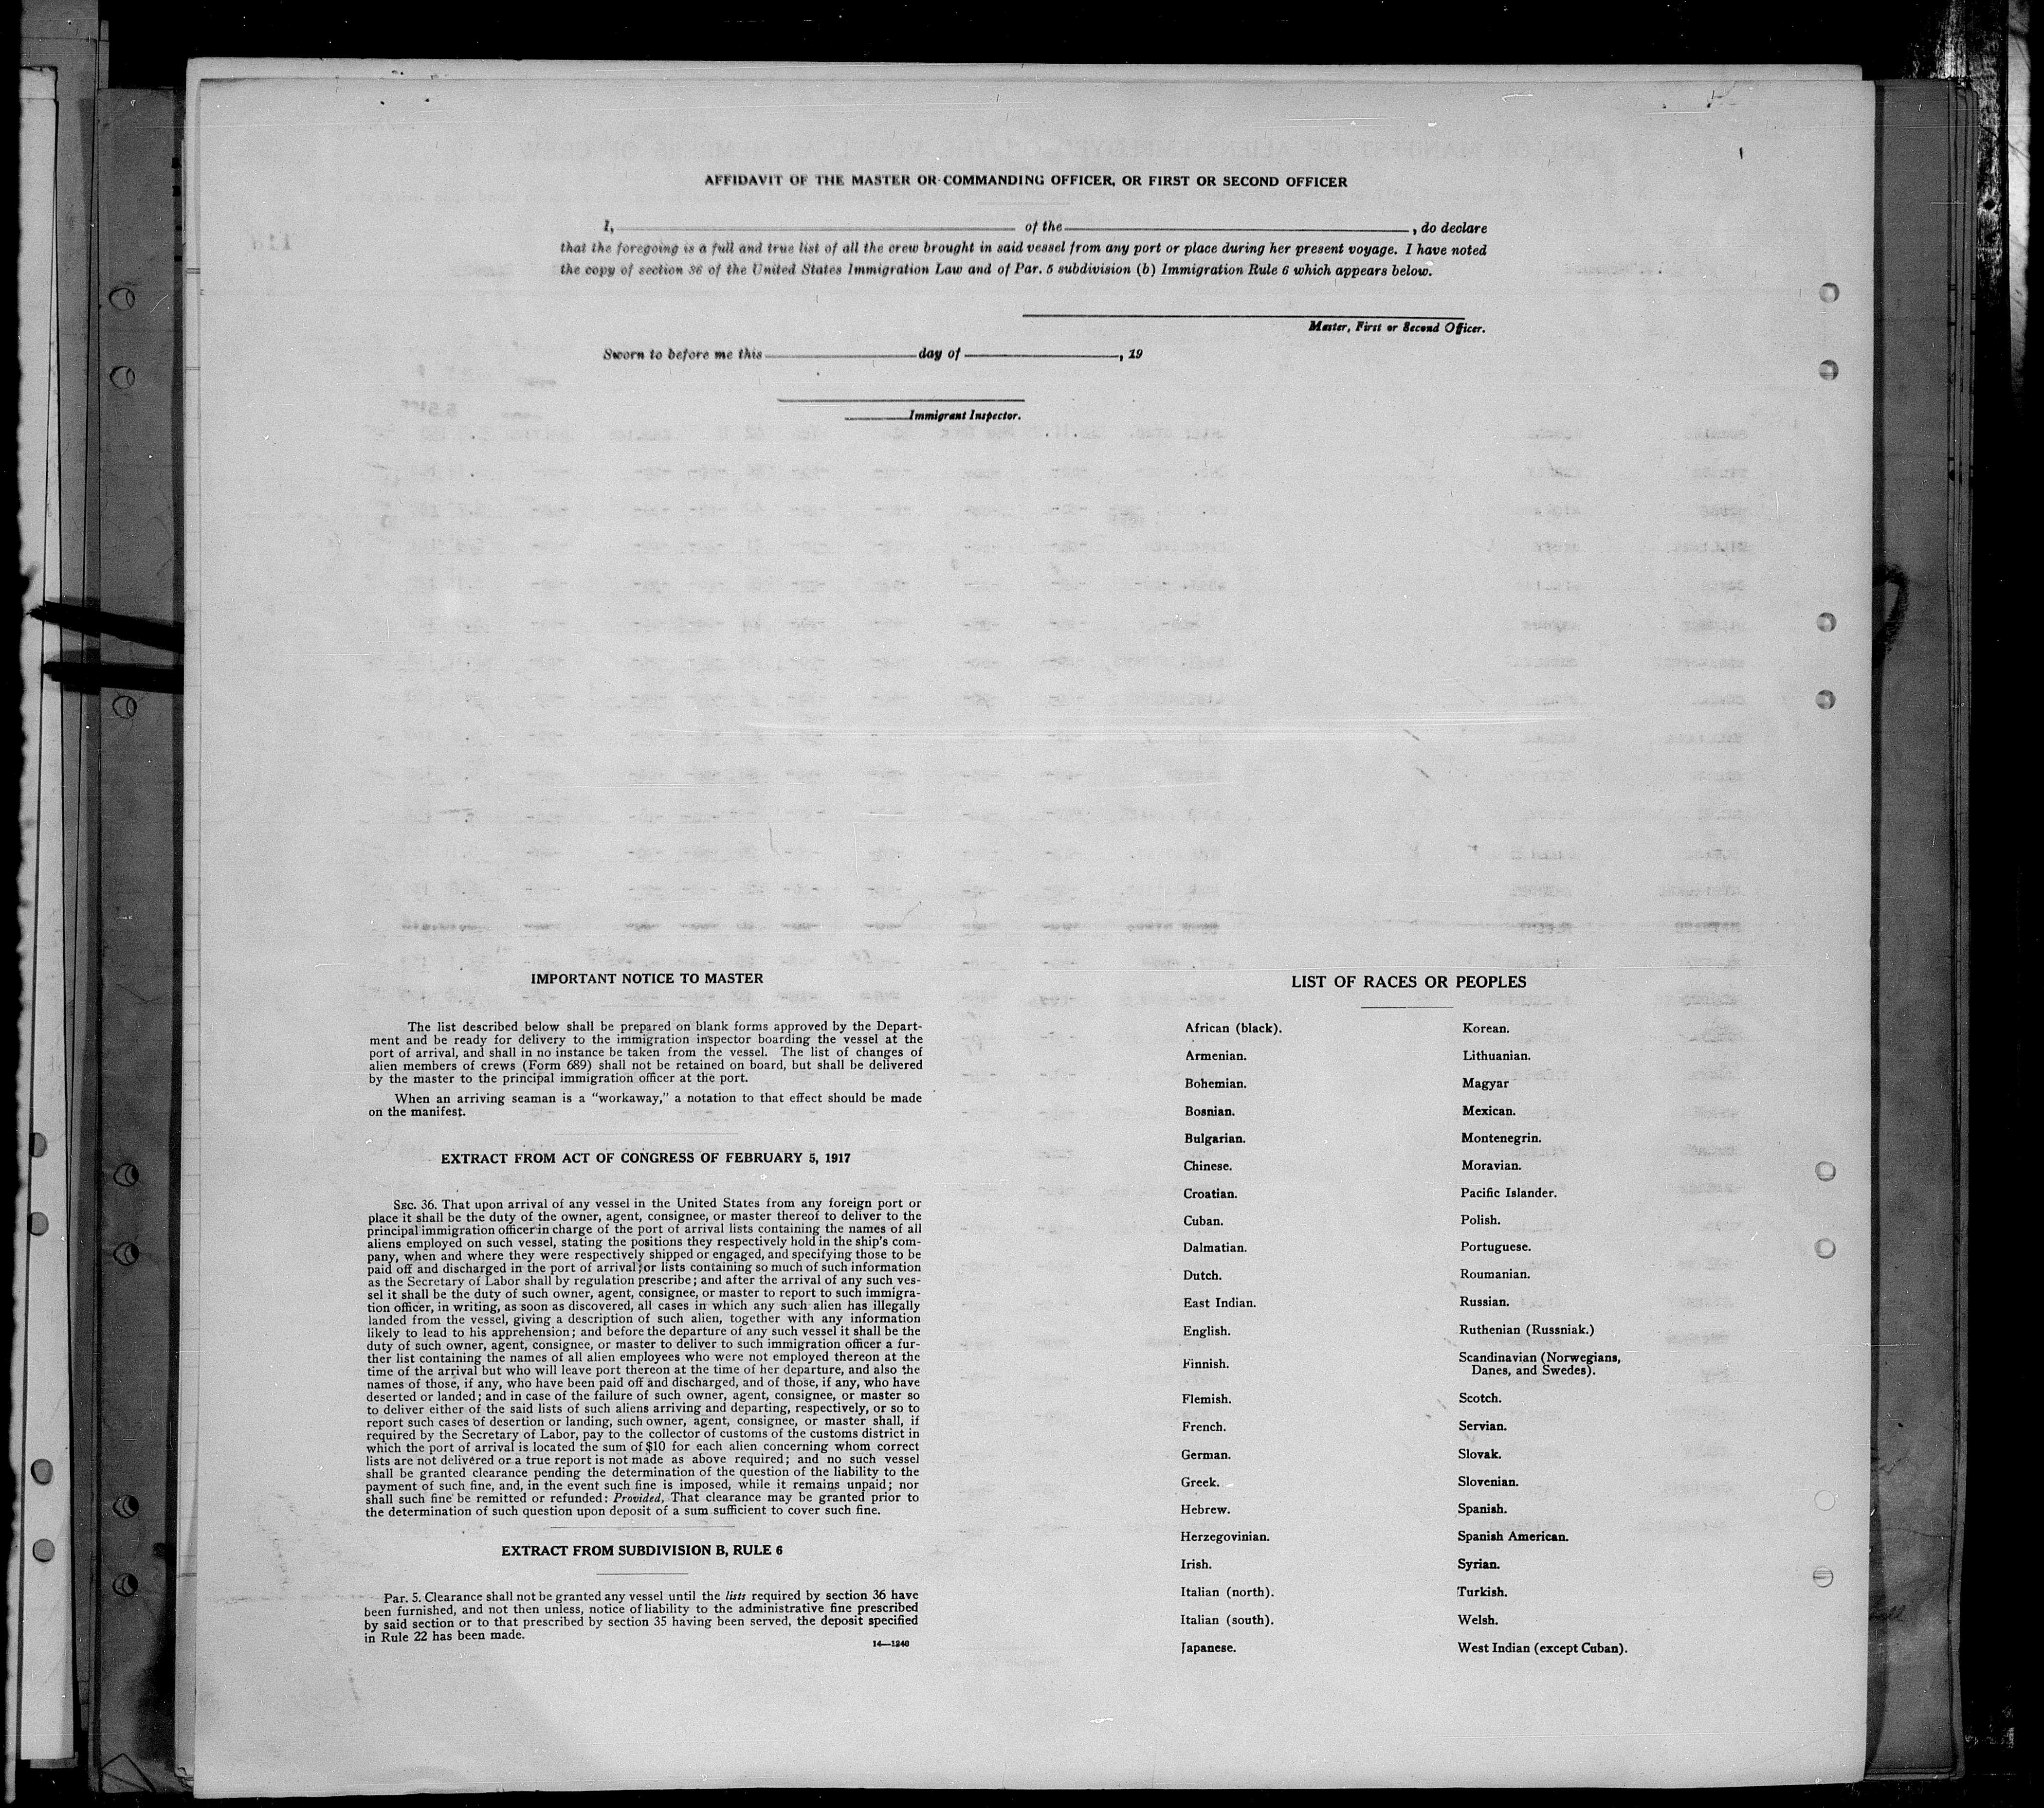 AFFIDAVIT OF THE MASTER OR COMMANDING OFFICER, OR FIRST OR SECOND OFFICER
I, of the , do declare
that the foregoing is a full and true list of all the crew brought in said vessel from any port or place during her present voyage. I have noted
the copy of section 36 of the United States Immigration Law and of Par. 5 subdivision (b) Immigration Rule 6 which appears below.
Master, First or Second Officer.
Sworn to before me this day of , 19
Immigrant Inspector.
IMPORTANT NOTICE TO MASTER
The list described below shall be prepared on blank forms approved by the Depart-
ment and be ready for delivery to the immigration inspector boarding the vessel at the
port of arrival, and shall in no instance be taken from the vessel. The list of changes of
alien members of crews (Form 689) shall not be retained on board, but shall be delivered
by the master to the principal immigration officer at the port.
When an arriving seaman is a "workaway," a notation to that effect should be made
on the manifest.
EXTRACT FROM ACT OF CONGRESS OF FEBRUARY 5, 1917
SEC. 36. That upon arrival of any vessel in the United States from any foreign port or
place it shall be the duty of the owner, agent, consignee, or master thereof to deliver to the
principal immigration officer in charge of the port of arrival lists containing the names of all
aliens employed on such vessel, stating the positions they respectively hold in the ship's com-
pany, when and where they were respectively shipped or engaged, and specifying those to be
paid off and discharged in the port of arrival; or lists containing so much of such information
as the Secretary of Labor shall by regulation prescribe; and after the arrival of any such ves-
sel it shall be the duty of such owner, agent, consignee, or master to report to such immigra-
tion officer, in writing, as soon as discovered, all cases in which any such alien has illegally
landed from the vessel, giving a description of such alien, together with any information
likely to lead to his apprehension; and before the departure of any such vessel it shall be the
duty of such owner, agent, consignee, or master to deliver to such immigration officer a fur-
ther list containing the names of all alien employees who were not employed thereon at the
time of the arrival but who will leave port thereon at the time of her departure, and also the
names of those, if any, who have been paid off and discharged, and of those, if any, who have
deserted or landed; and in case of the failure of such owner, agent, consignee, or master so
to deliver either of the said lists of such aliens arriving and departing, respectively, or so to
report such cases of desertion or landing, such owner, agent, consignee, or master shall, if
required by the Secretary of Labor, pay to the collector of customs of the customs district in
which the port of arrival is located the sum of $10 for each alien concerning whom correct
lists are not delivered or a true report is not made as above required; and no such vessel
shall be granted clearance pending the determination of the question of the liability to the
payment of such fine, and, in the event such fine is imposed, while it remains unpaid; nor
shall such fine be remitted or refunded: Provided, That clearance may be granted prior to
the determination of such question upon deposit of a sum sufficient to cover such fine.
EXTRACT FROM SUBDIVISION B, RULE 6
Par. 5. Clearance shall not be granted any vessel until the lists required by section 36 have
been furnished, and not then unless, notice of liability to the administrative fine prescribed
by said section or to that prescribed by section 35 having been served, the deposit specified
in Rule 22 has been made.
14—1240
LIST OF RACES OR PEOPLES
African (black).
Armenian.
Bohemian.
Bosnian.
Bulgarian.
Chinese.
Croatian.
Cuban.
Dalmatian.
Dutch.
East Indian.
English.
Finnish.
Flemish.
French.
German.
Greek.
Hebrew.
Herzegovinian.
Irish.
Italian (north).
Italian (south).
Japanese.
Korean.
Lithuanian.
Magyar
Mexican.
Montenegrin.
Moravian.
Pacific Islander.
Polish.
Portuguese.
Roumanian.
Russian.
Ruthenian (Russniak.)
Scandinavian (Norwegians,
Danes, and Swedes).
Scotch.
Servian.
Slovak.
Slovenian.
Spanish.
Spanish American.
Syrian.
Turkish.
Welsh.
West Indian (except Cuban).